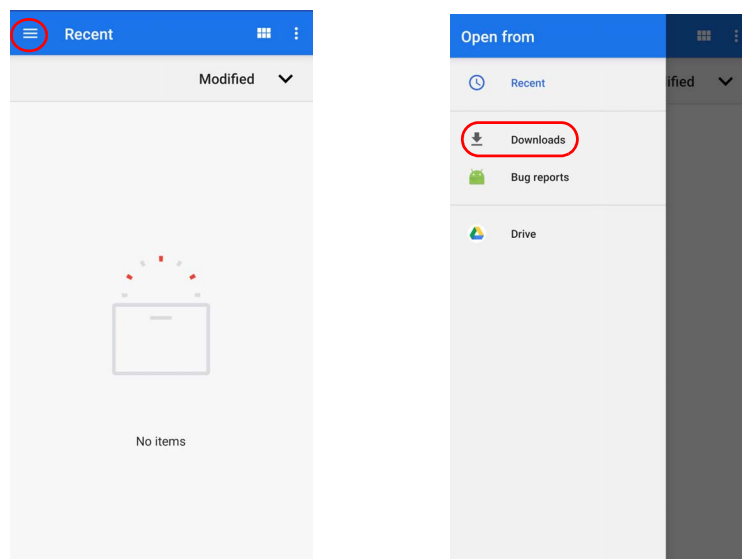 Recent
Modified
No items
Open from
Recent
ified
Downloads
Bug reports
Drive